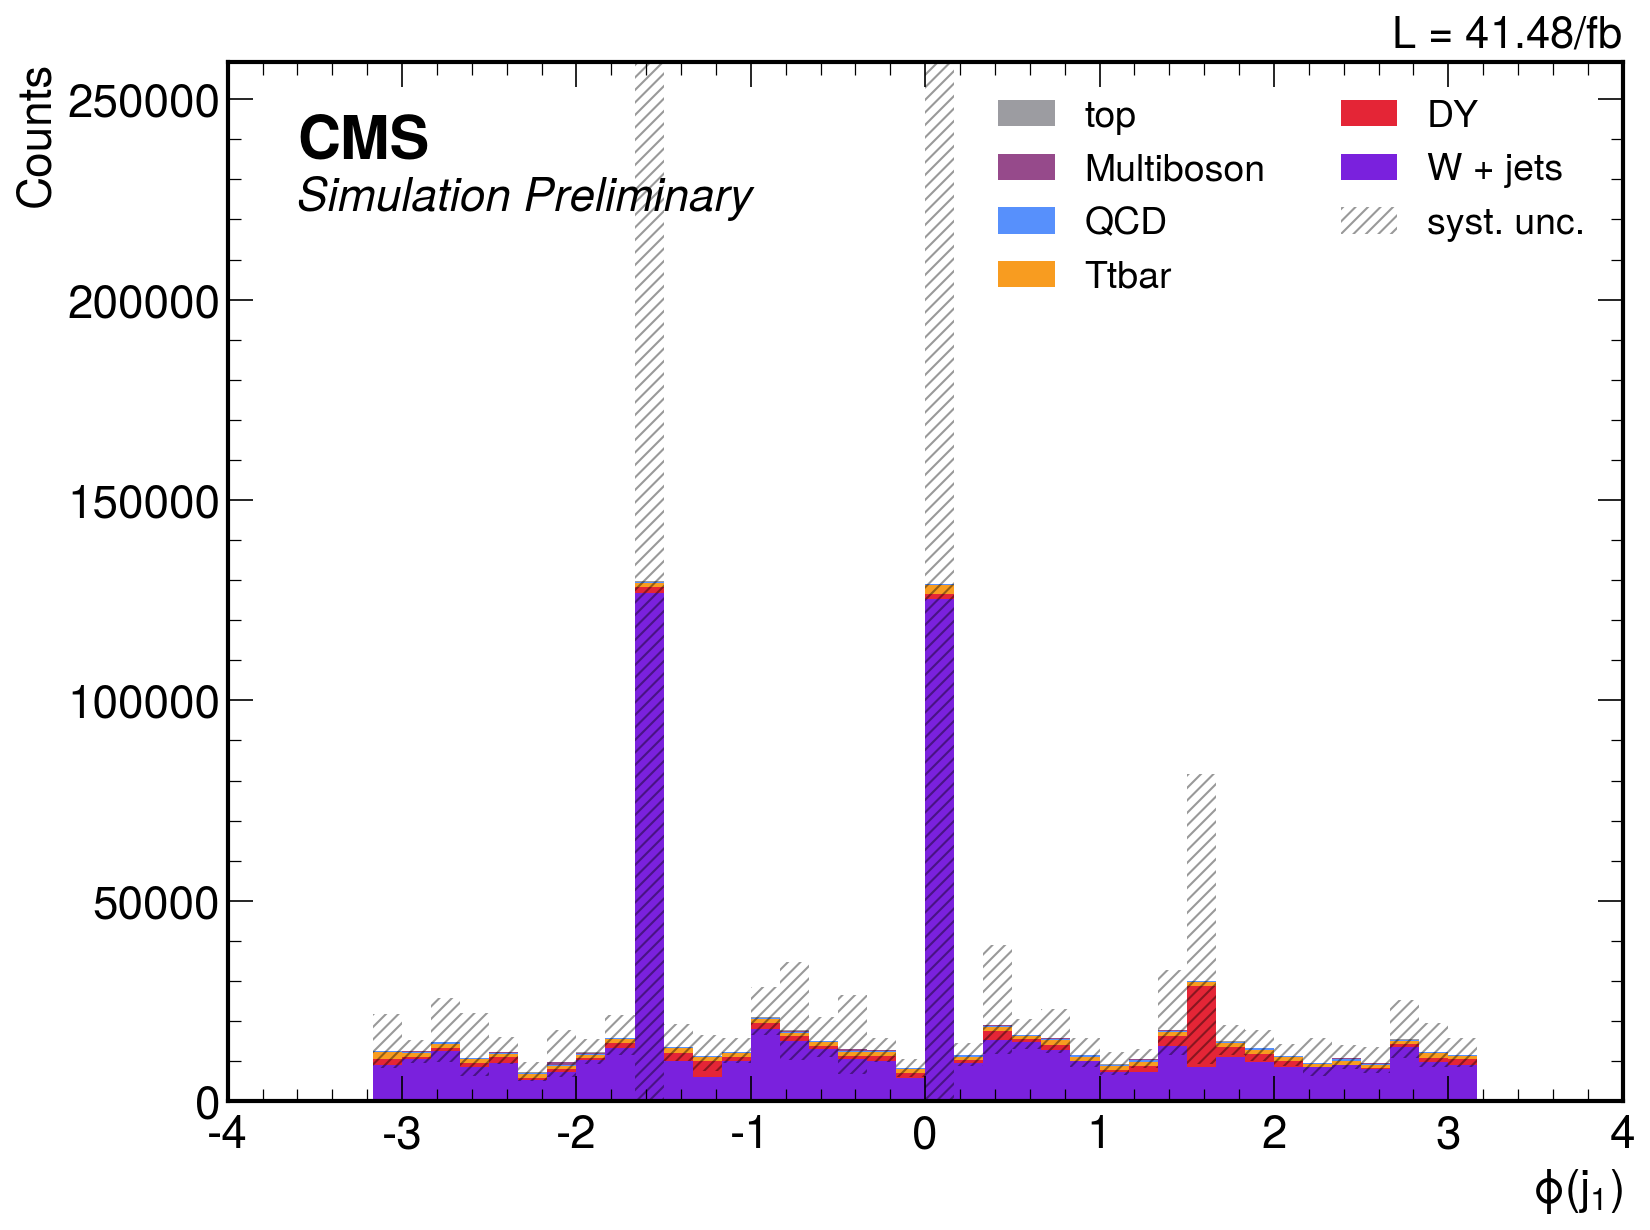 L = 41.48/fb
Counts
CMS
Simulation Preliminary
top
Multiboson
QCD
Ttbar
DY
W + jets
syst. unc.
250000
200000
150000
100000
50000
0
-4 -3 -2 -1 0 1 2 3 4
ϕ(j₁)